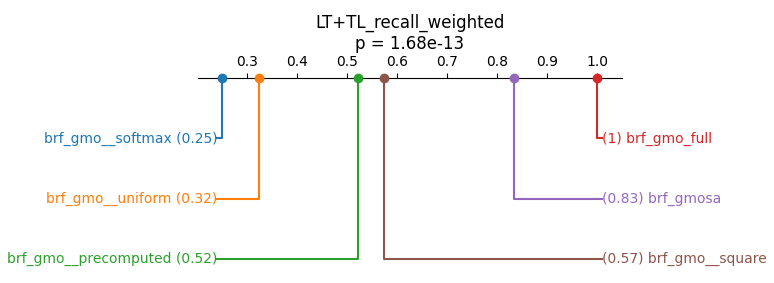 LT+TL_recall_weighted
p = 1.68e-13
0.3 0.4 0.5 0.6 0.7 0.8 0.9 1.0
brf_gmo__softmax (0.25) (1) brf_gmo_full
brf_gmo__uniform (0.32) (0.83) brf_gmosa
brf_gmo__precomputed (0.52) (0.57) brf_gmo__square